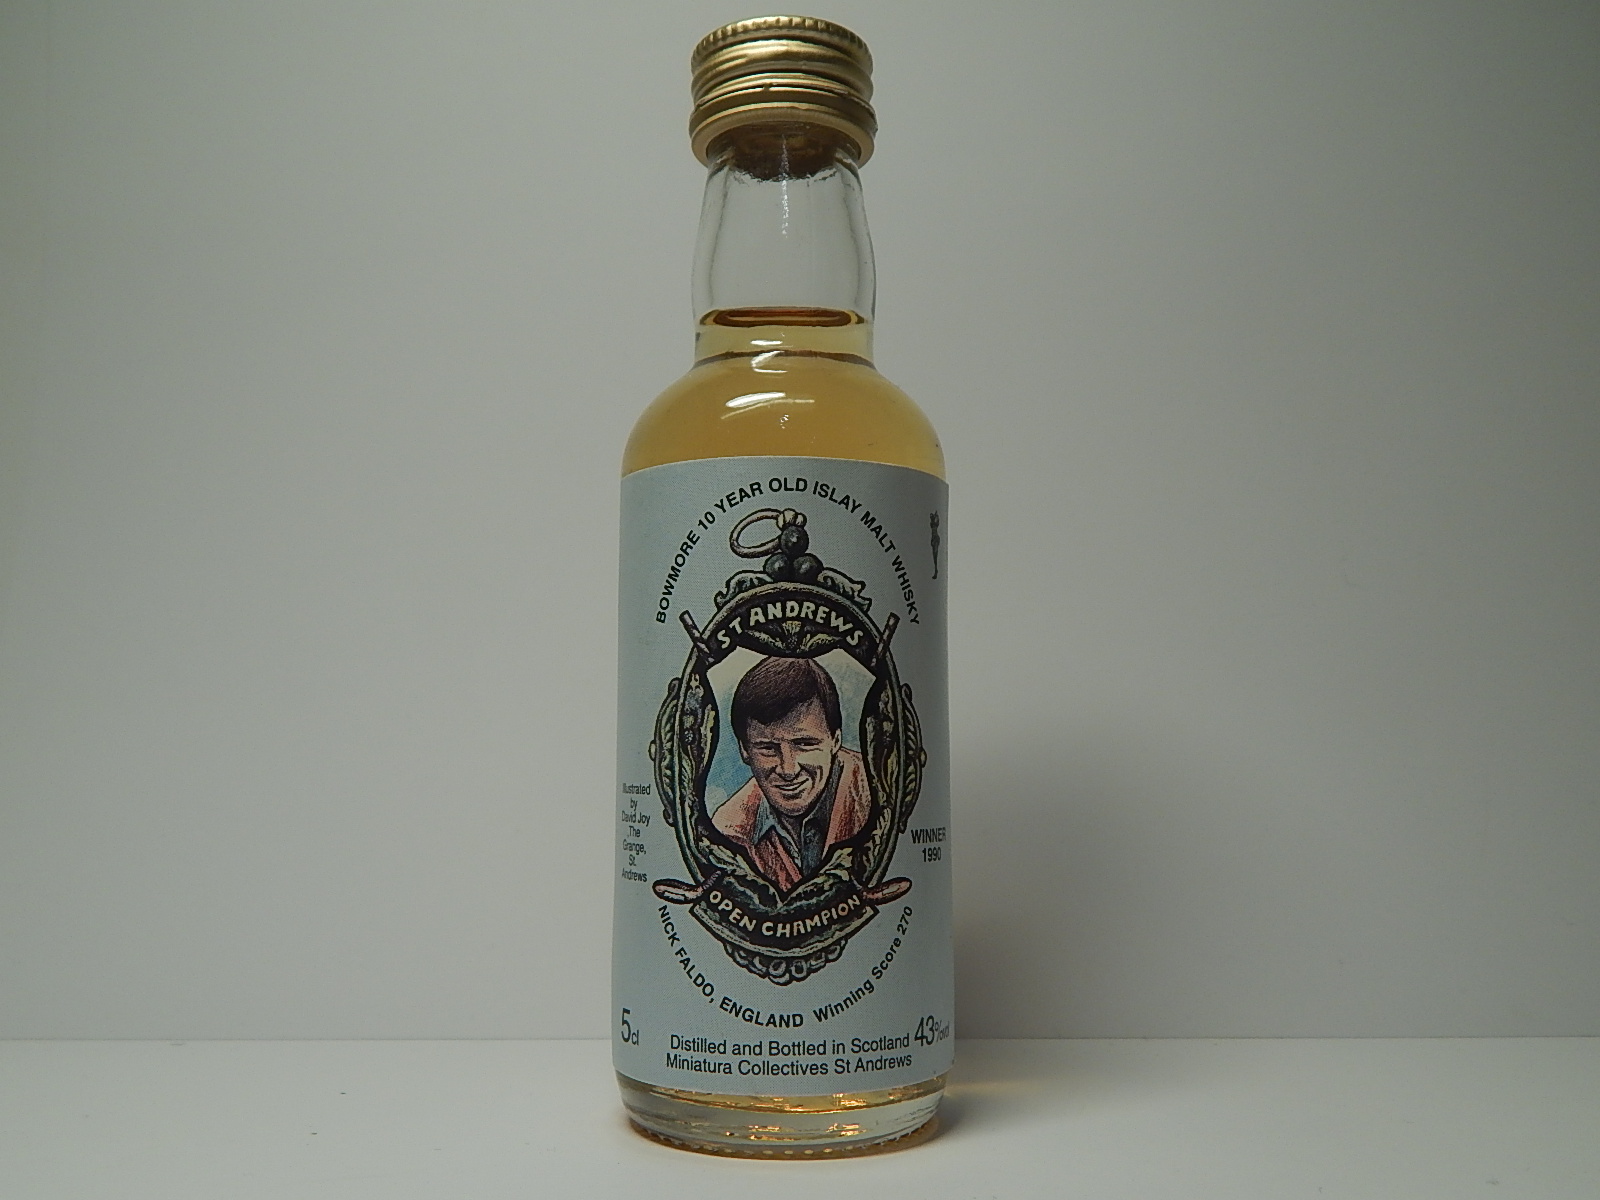 BOWMORE 10 YEAR OLD ISLAY MALT WHISKY
ST ANDREWS
Illustrated
by
David Joy
The
Grange,
St.
Andrews
WINNER
1990
OPEN CHAMPION
NICK FALDO, ENGLAND Winning Score 270
5cl
Distilled and Bottled in Scotland
43%vol
Miniatura Collectives St Andrews